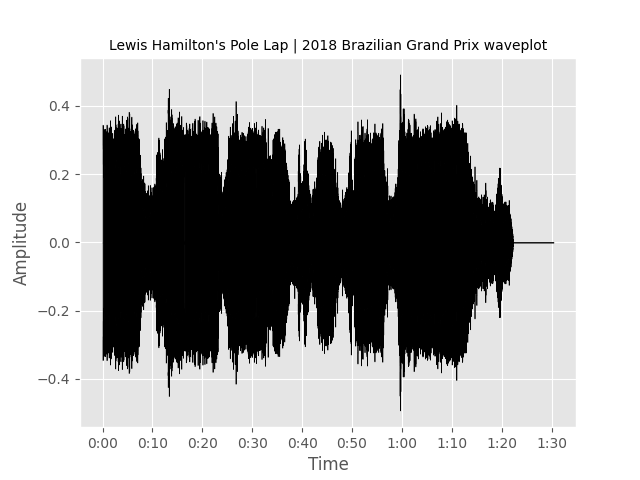 Lewis Hamilton's Pole Lap | 2018 Brazilian Grand Prix waveplot
Amplitude
0.4
0.2
0.0
−0.2
−0.4
0:00 0:10 0:20 0:30 0:40 0:50 1:00 1:10 1:20 1:30
Time